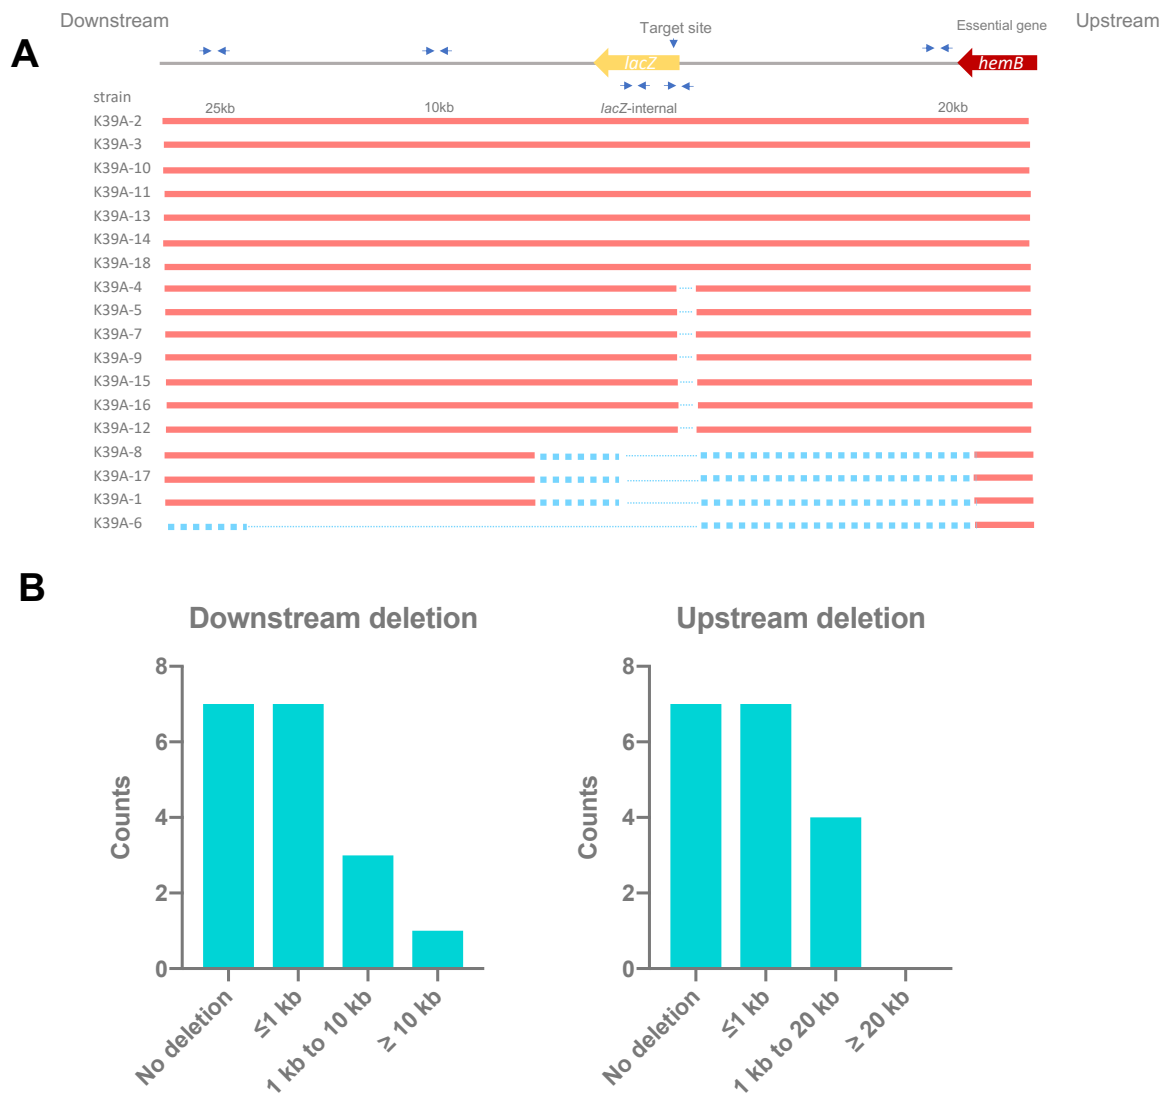 Downstream
Upstream
A
Target site
Essential gene
lacZ
hemB
strain
25kb
10kb
lacZ-internal
20kb
K39A-2
K39A-3
K39A-10
K39A-11
K39A-13
K39A-14
K39A-18
K39A-4
K39A-5
K39A-7
K39A-9
K39A-15
K39A-16
K39A-12
K39A-8
K39A-17
K39A-1
K39A-6
B
Downstream deletion
Counts
8
6
4
2
0
No deletion
≤1 kb
1 kb to 10 kb
≥ 10 kb
Upstream deletion
Counts
8
6
4
2
0
No deletion
≤1 kb
1 kb to 20 kb
≥ 20 kb